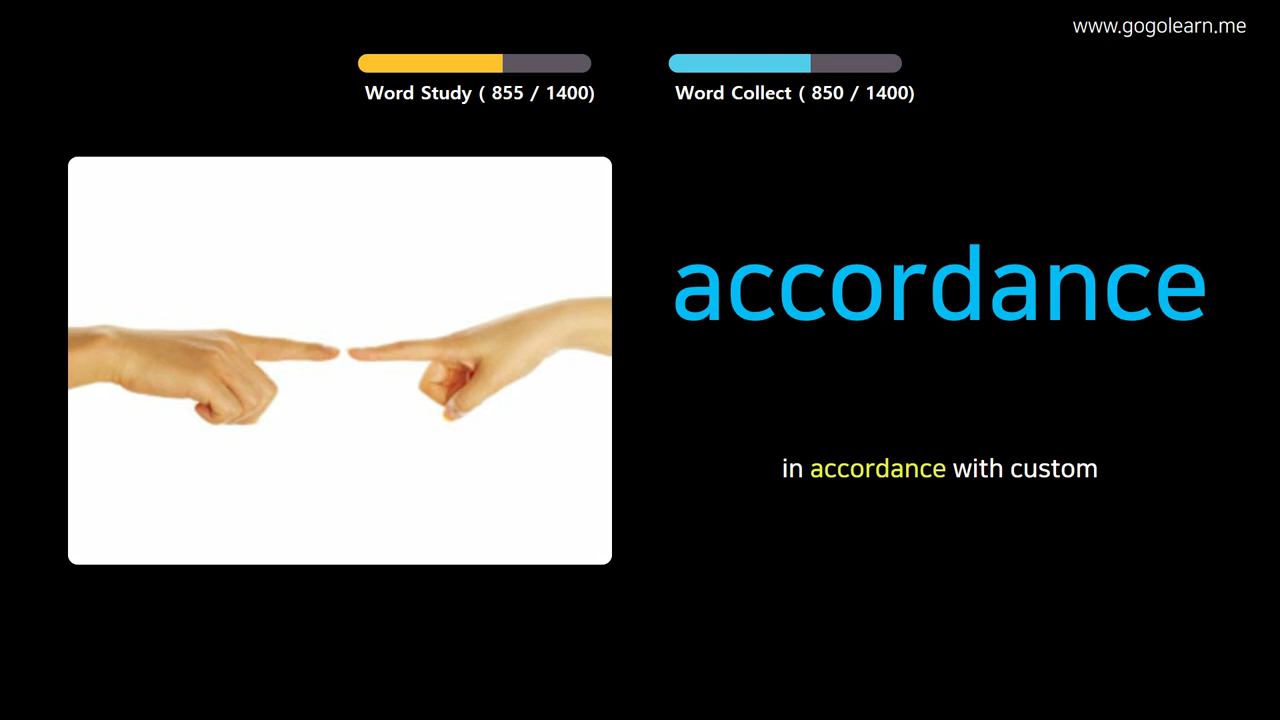 www.gogolearn.me
Word Study ( 855 / 1400)
Word Collect ( 850 / 1400)
accordance
in accordance with custom